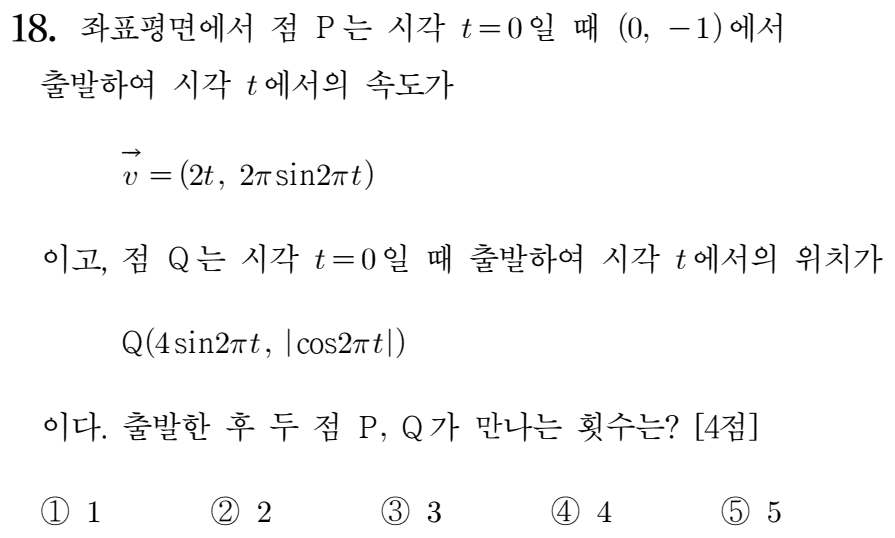 18. 좌표평면에서 점 P는 시각 t=0일 때 (0, −1)에서
출발하여 시각 t에서의 속도가
v⃗ = (2t, 2πsin2πt)
이고, 점 Q는 시각 t=0일 때 출발하여 시각 t에서의 위치가
Q(4sin2πt, |cos2πt|)
이다. 출발한 후 두 점 P, Q가 만나는 횟수는? [4점]
① 1 ② 2 ③ 3 ④ 4 ⑤ 5